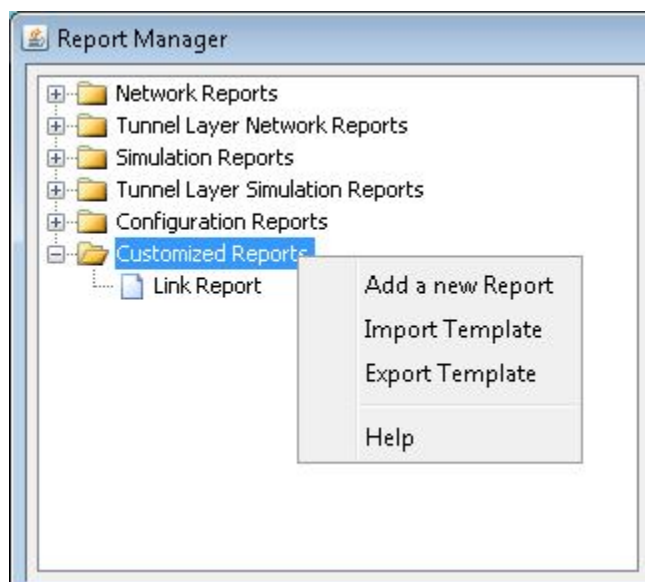 Report Manager
Network Reports
Tunnel Layer Network Reports
Simulation Reports
Tunnel Layer Simulation Reports
Configuration Reports
Customized Reports
Link Report
Add a new Report
Import Template
Export Template
Help